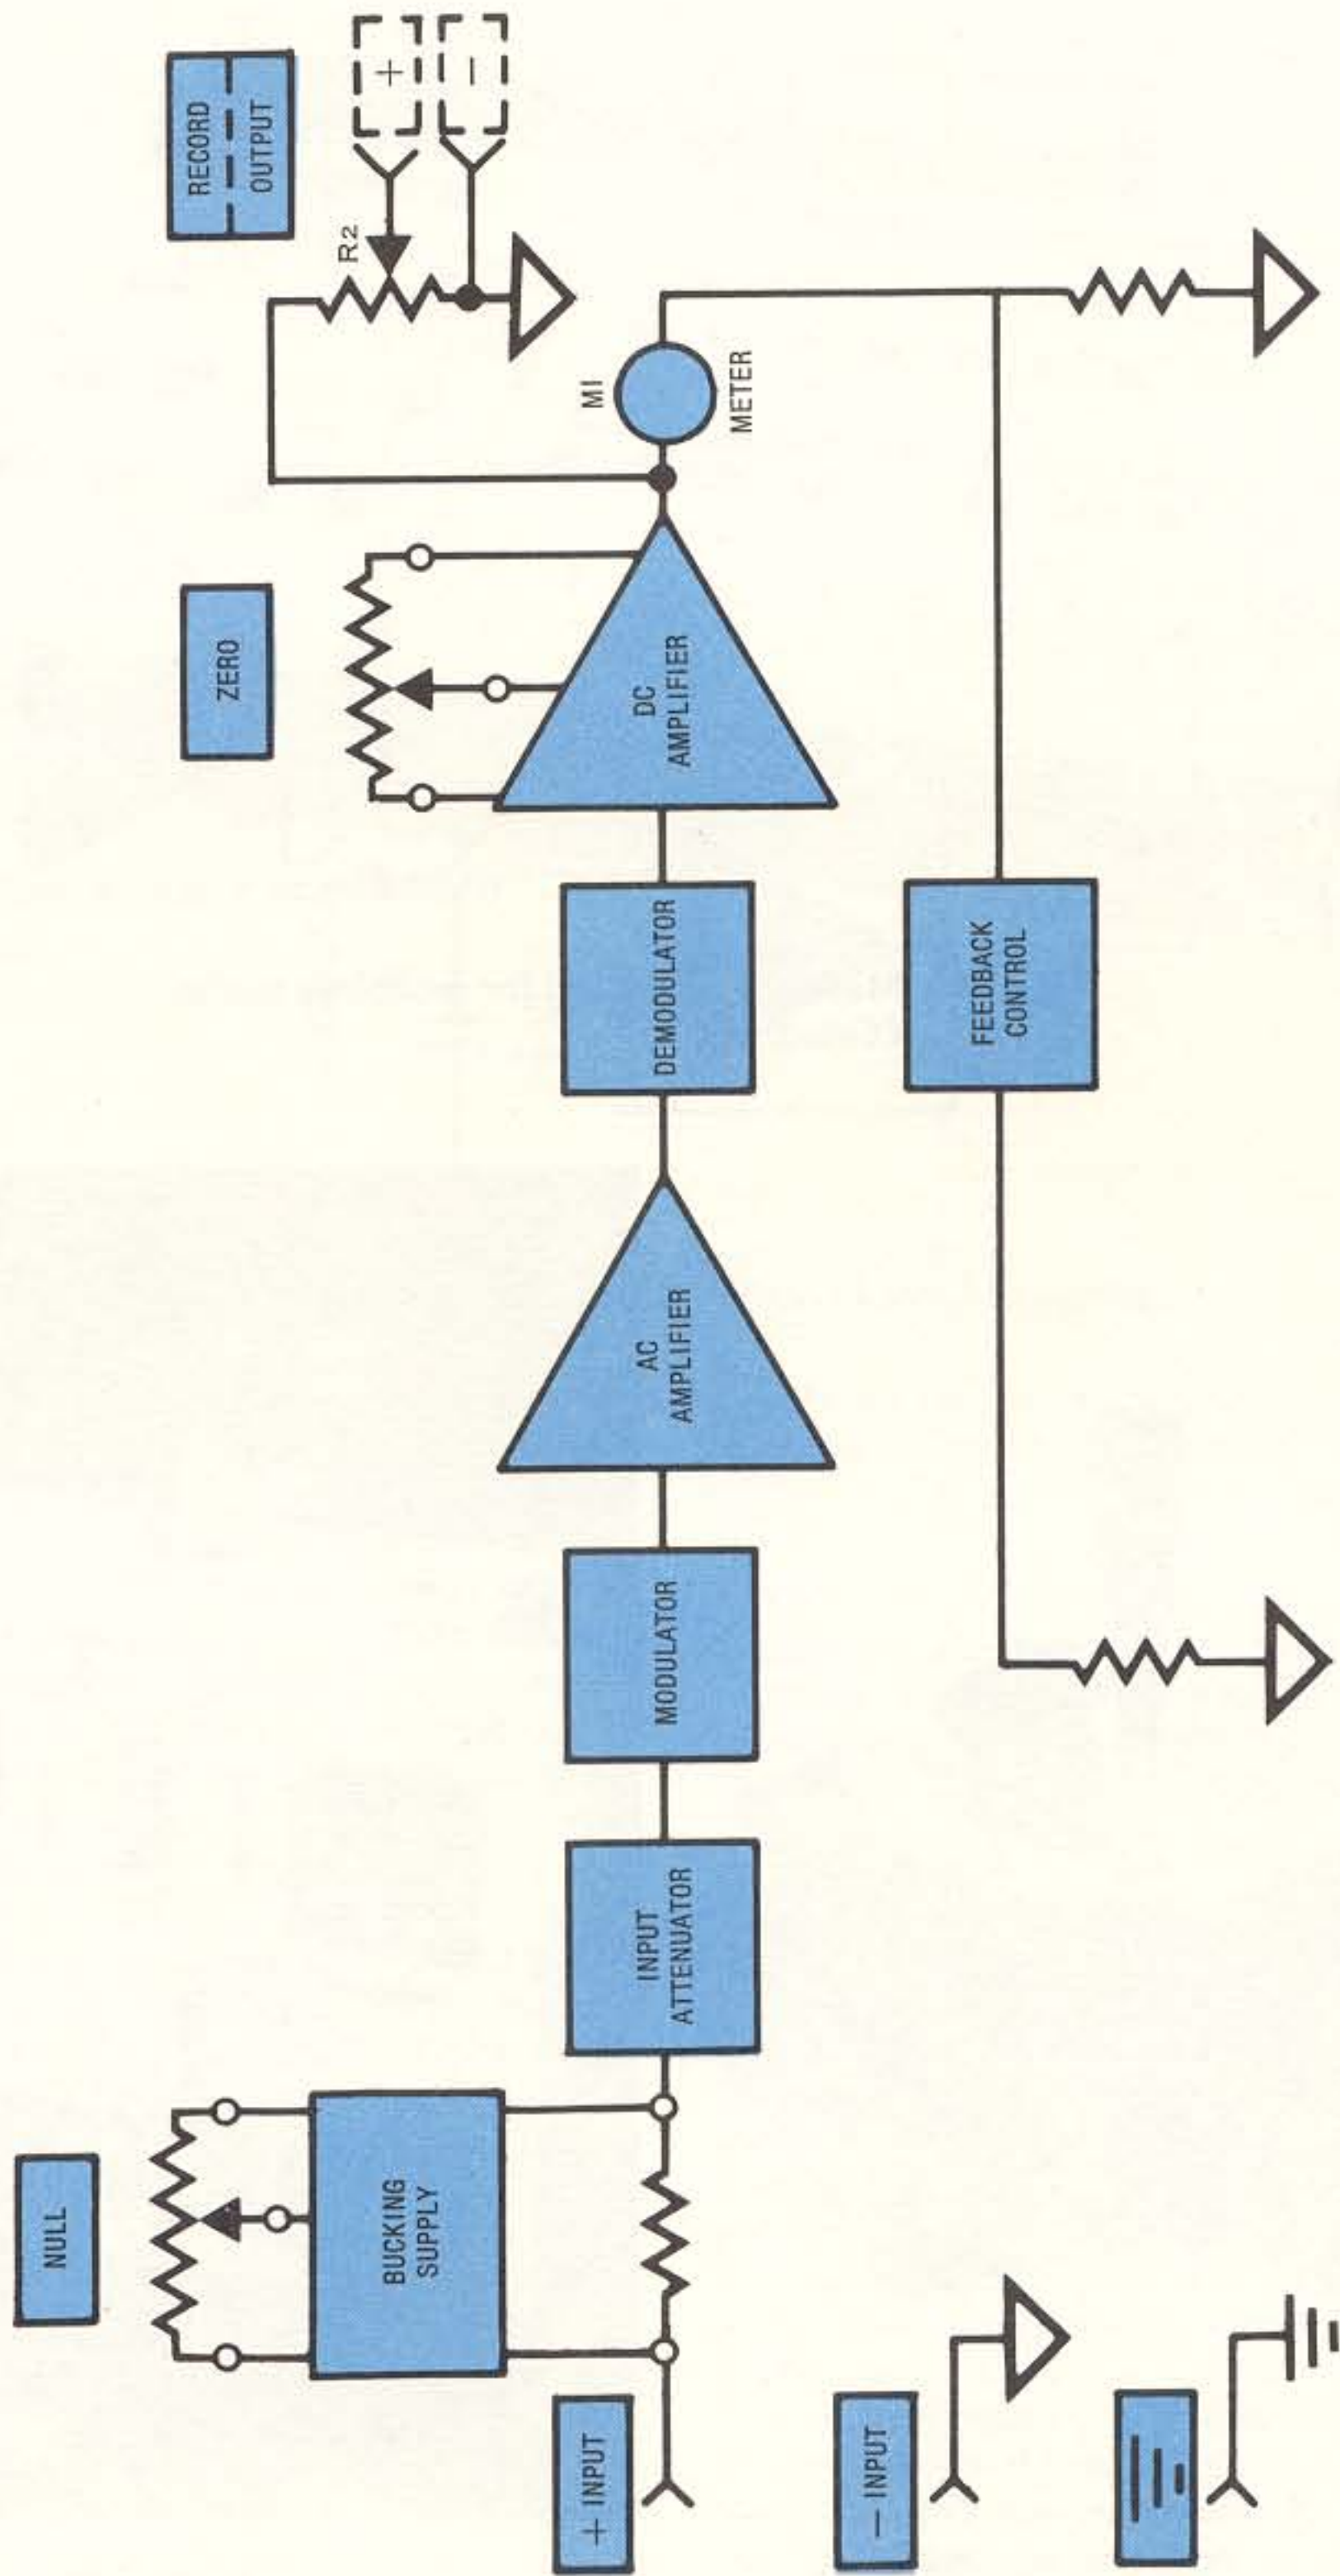 NULL
BUCKING
SUPPLY
+ INPUT
− INPUT
INPUT
ATTENUATOR
MODULATOR
AC
AMPLIFIER
DEMODULATOR
ZERO
DC
AMPLIFIER
FEEDBACK
CONTROL
RECORD
OUTPUT
R2
+
−
MI
METER